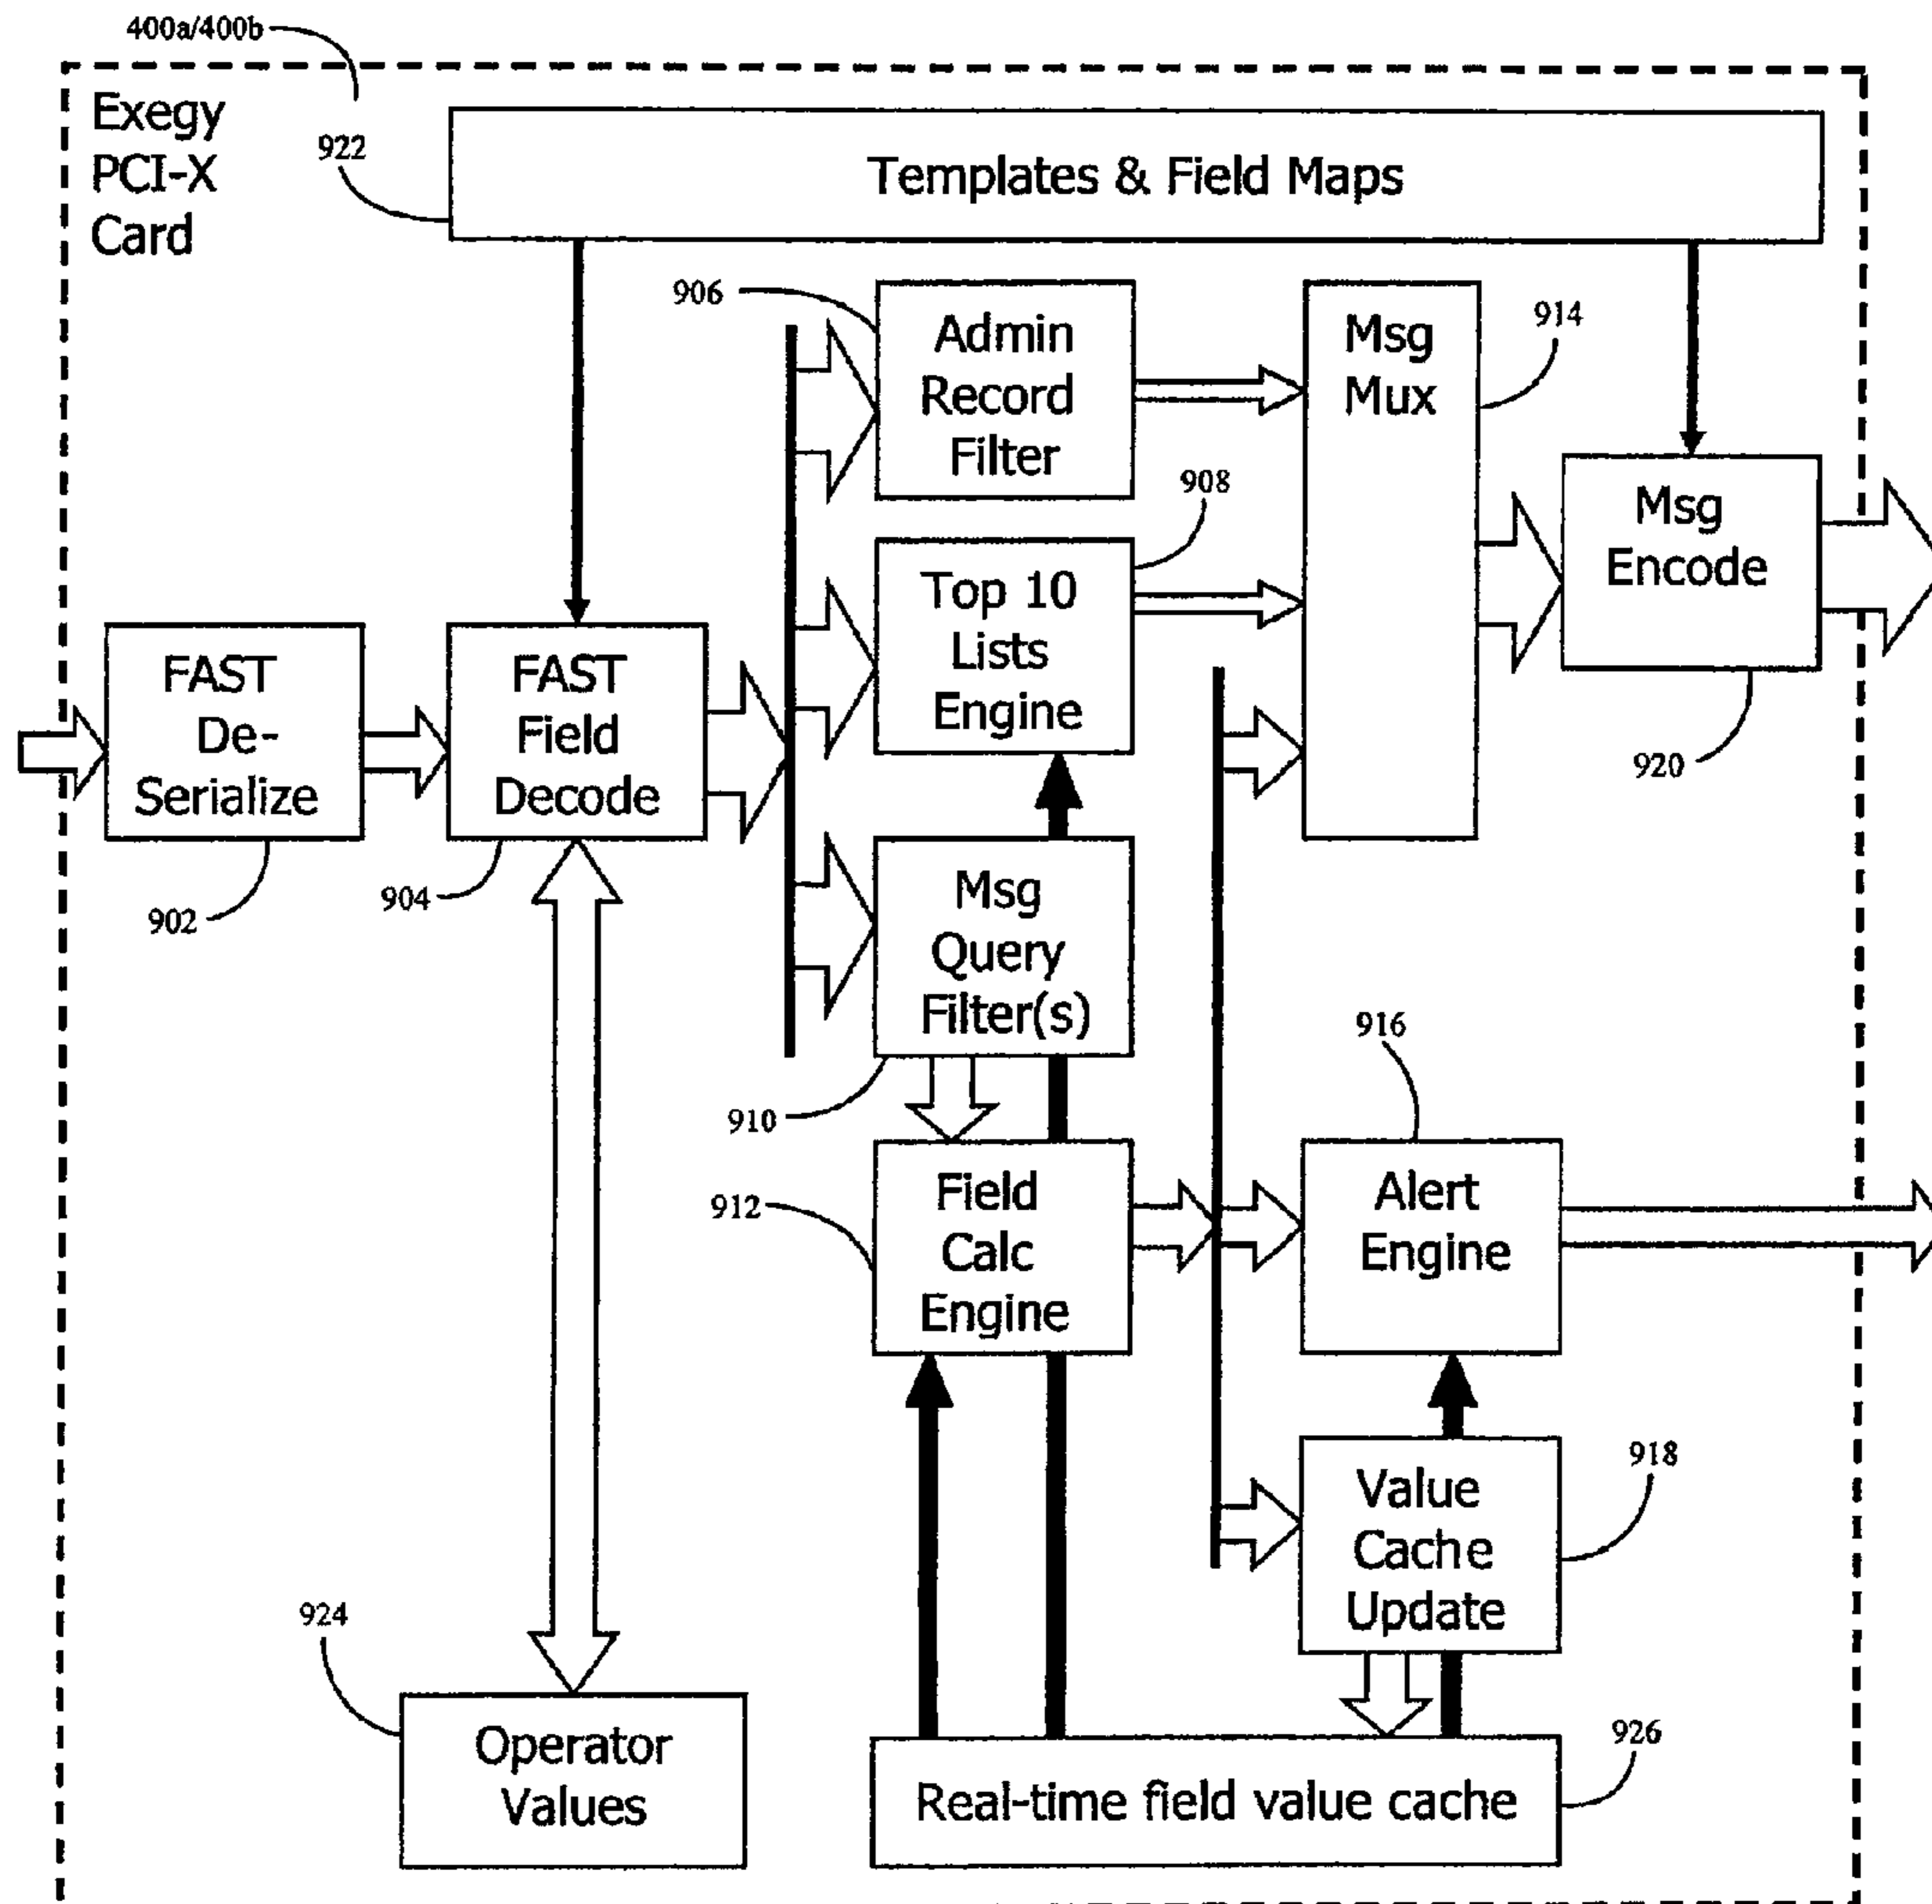 400a/400b
Exegy
PCI-X
Card
922
Templates & Field Maps
906
Admin
Record
Filter
Msg
Mux
914
908
Top 10
Lists
Engine
Msg
Encode
920
FAST
De-
Serialize
902
FAST
Field
Decode
904
Msg
Query
Filter(s)
910
916
912
Field
Calc
Engine
Alert
Engine
918
Value
Cache
Update
924
Operator
Values
926
Real-time field value cache